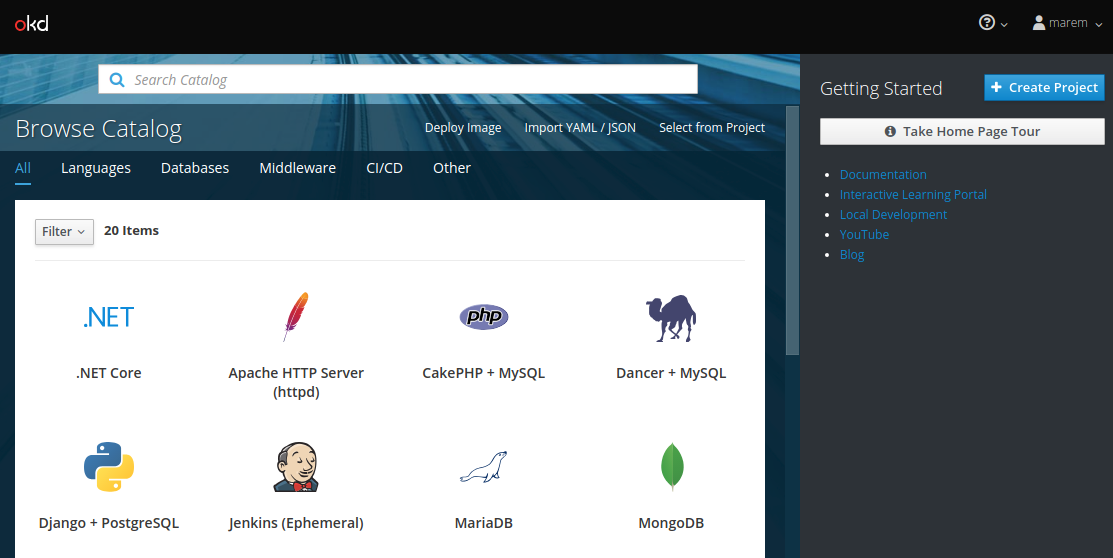 okd
marem
Search Catalog
Browse Catalog
Deploy Image
Import YAML / JSON
Select from Project
All
Languages
Databases
Middleware
CI/CD
Other
Filter
20 Items
.NET
.NET Core
Apache HTTP Server
(httpd)
php
CakePHP + MySQL
Dancer + MySQL
Django + PostgreSQL
Jenkins (Ephemeral)
MariaDB
MongoDB
Getting Started
Create Project
Take Home Page Tour
Documentation
Interactive Learning Portal
Local Development
YouTube
Blog